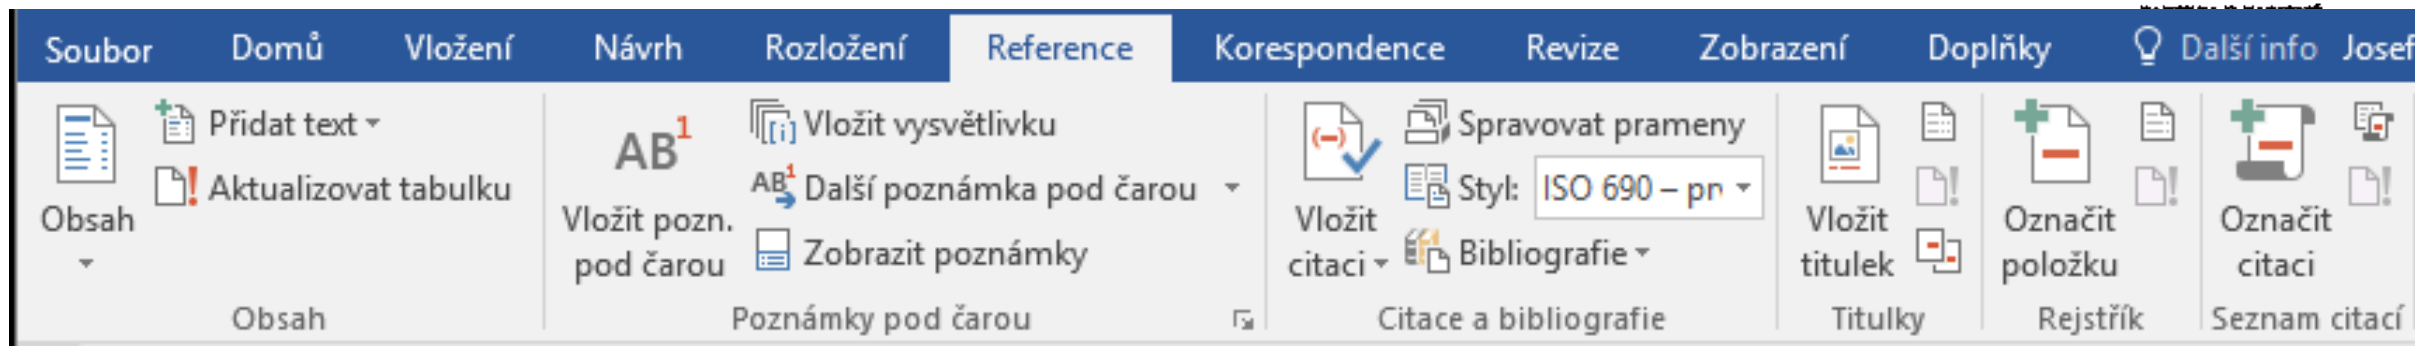 Soubor Domů Vložení Návrh Rozložení Reference Korespondence Revize Zobrazení Doplňky Další info Josef
Obsah
Přidat text
Aktualizovat tabulku
Obsah
AB1
Vložit pozn.
pod čarou
[i] Vložit vysvětlivku
AB1 Další poznámka pod čarou
Zobrazit poznámky
Poznámky pod čarou
(-)
Vložit
citaci
Spravovat prameny
Styl: ISO 690 – pr
Bibliografie
Citace a bibliografie
Vložit
titulek
Titulky
Označit
položku
Rejstřík
Označit
citaci
Seznam citací